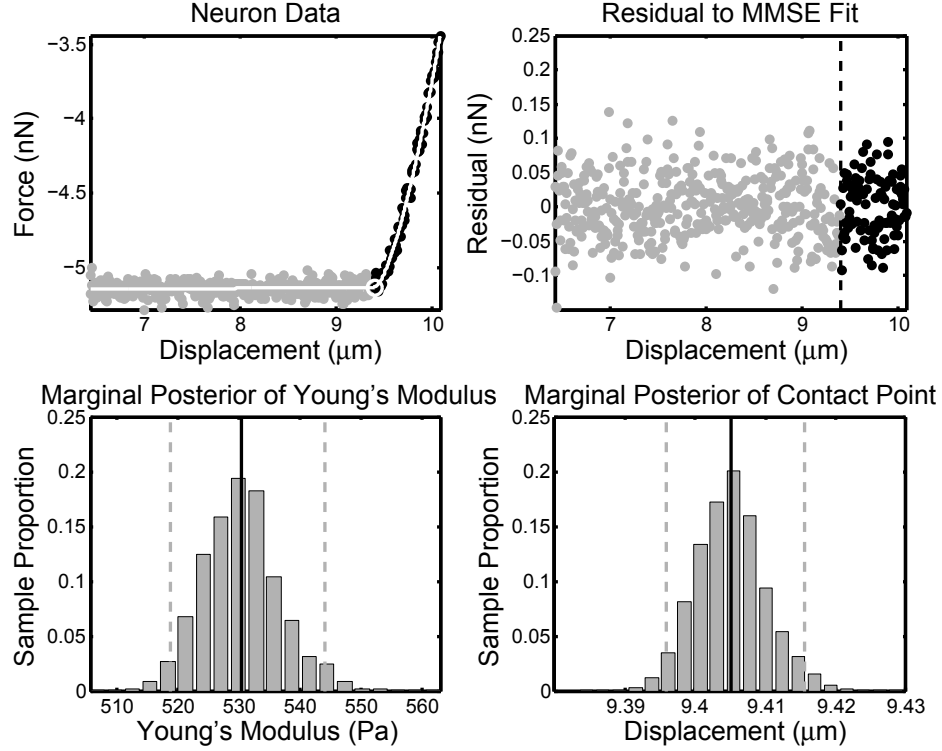 Neuron Data
−3.5
−4
−4.5
−5
Force (nN)
7 8 9 10
Displacement (μm)
Residual to MMSE Fit
0.25
0.2
0.15
0.1
0.05
0
−0.05
−0.1
Residual (nN)
7 8 9 10
Displacement (μm)
Marginal Posterior of Young's Modulus
0.25
0.2
0.15
0.1
0.05
0
Sample Proportion
510 520 530 540 550 560
Young's Modulus (Pa)
Marginal Posterior of Contact Point
0.25
0.2
0.15
0.1
0.05
0
Sample Proportion
9.39 9.4 9.41 9.42 9.43
Displacement (μm)